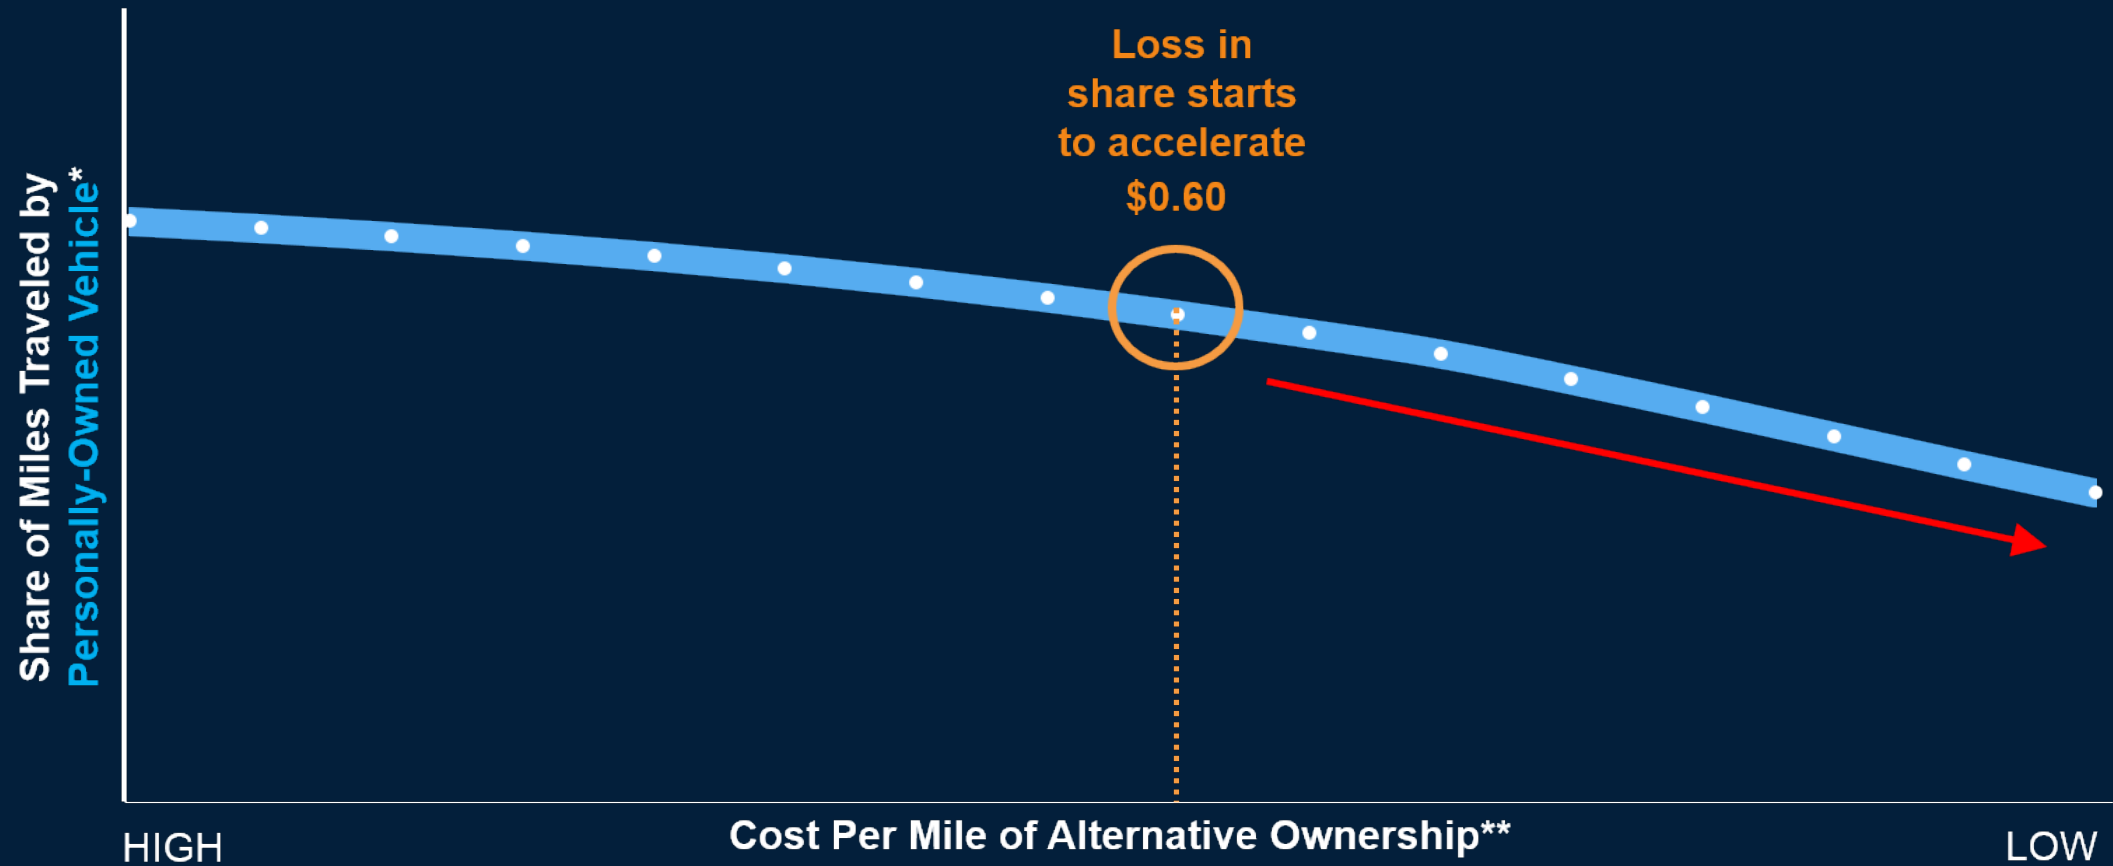 Loss in
share starts
to accelerate
$0.60
Share of Miles Traveled by
Personally-Owned Vehicle*
Cost Per Mile of Alternative Ownership**
HIGH
LOW